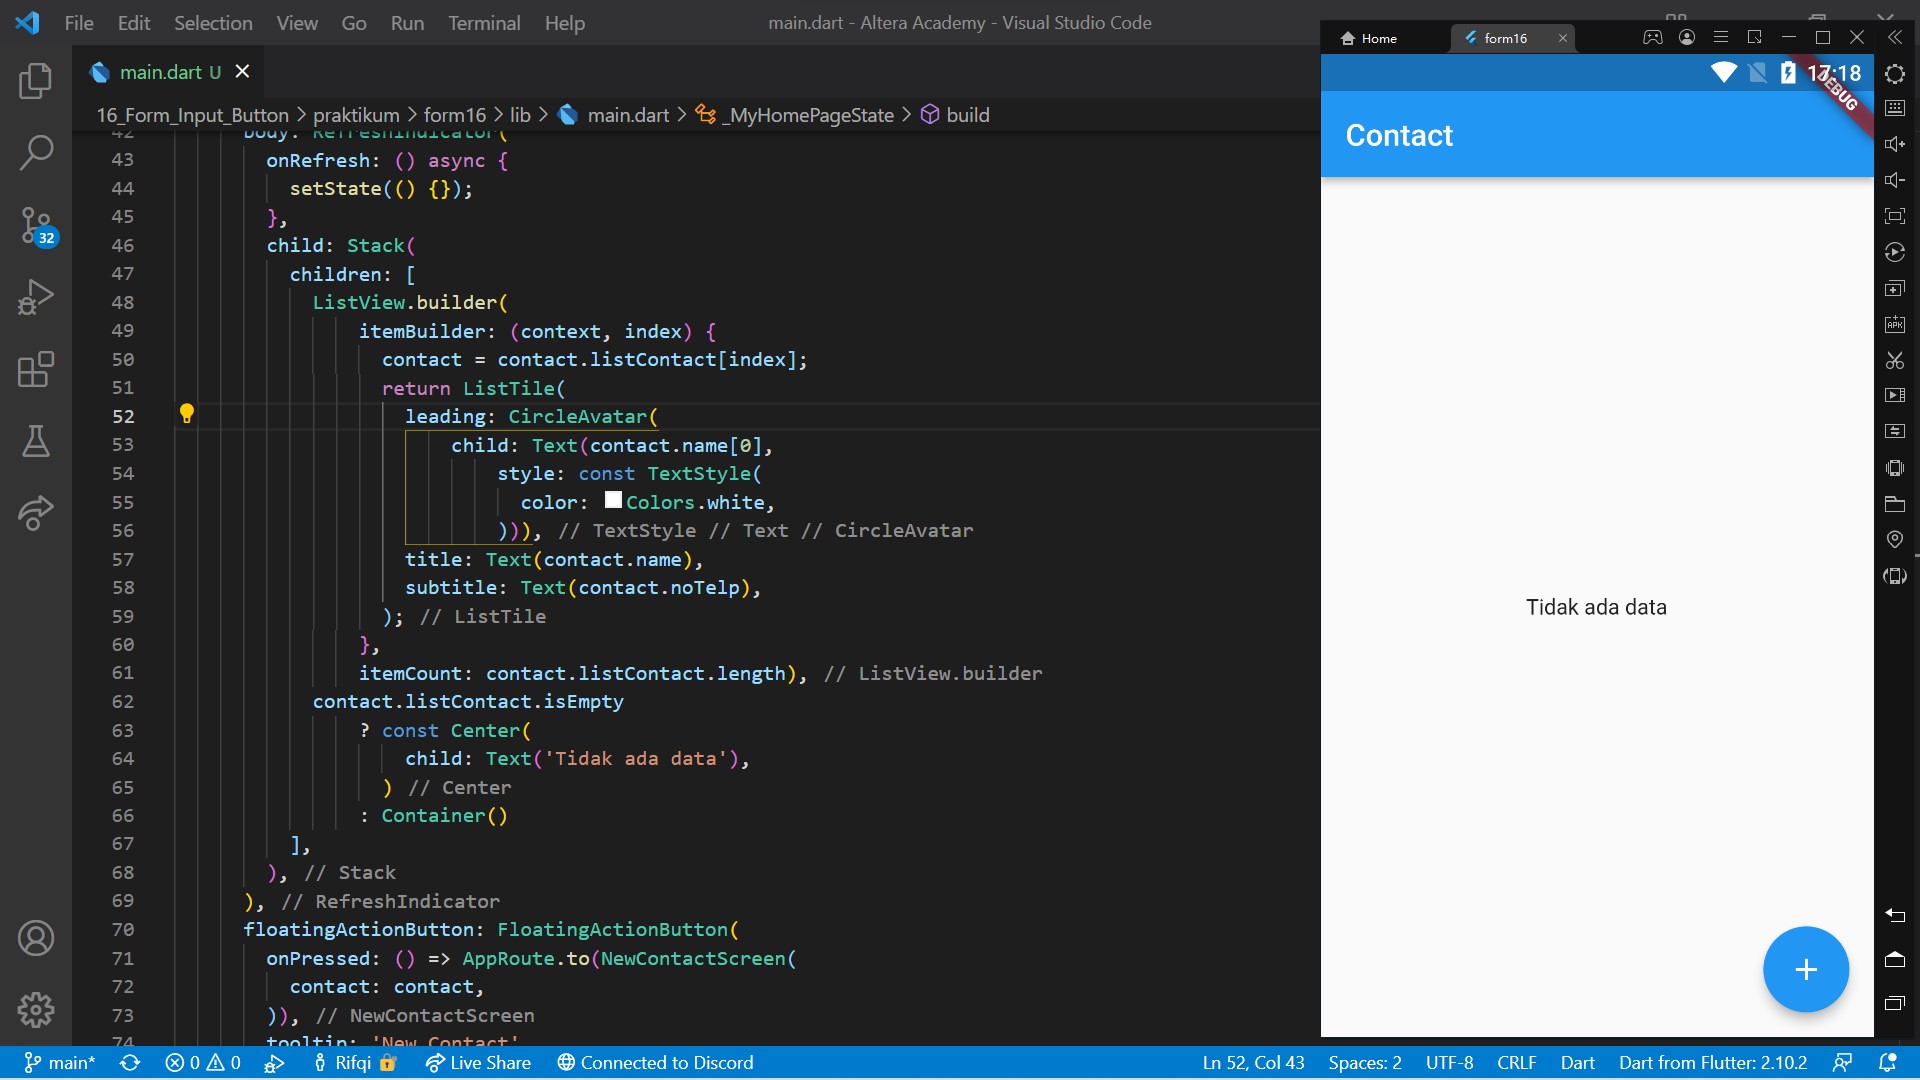 File Edit Selection View Go Run Terminal Help
main.dart - Altera Academy - Visual Studio Code
main.dart U
16_Form_Input_Button > praktikum > form16 > lib > main.dart > _MyHomePageState > build
42 body: RefreshIndicator(
43 onRefresh: () async {
44 setState(() {});
45 },
46 child: Stack(
47 children: [
48 ListView.builder(
49 itemBuilder: (context, index) {
50 contact = contact.listContact[index];
51 return ListTile(
52 leading: CircleAvatar(
53 child: Text(contact.name[0],
54 style: const TextStyle(
55 color: Colors.white,
56 ))), // TextStyle // Text // CircleAvatar
57 title: Text(contact.name),
58 subtitle: Text(contact.noTelp),
59 ); // ListTile
60 },
61 itemCount: contact.listContact.length), // ListView.builder
62 contact.listContact.isEmpty
63 ? const Center(
64 child: Text('Tidak ada data'),
65 ) // Center
66 : Container()
67 ],
68 ), // Stack
69 ), // RefreshIndicator
70 floatingActionButton: FloatingActionButton(
71 onPressed: () => AppRoute.to(NewContactScreen(
72 contact: contact,
73 )), // NewContactScreen
74 tooltip: 'New Contact'
32
Home
form16
17:18
DEBUG
Contact
Tidak ada data
+
APK
main* 0 0 Rifqi Live Share Connected to Discord
Ln 52, Col 43 Spaces: 2 UTF-8 CRLF Dart Dart from Flutter: 2.10.2